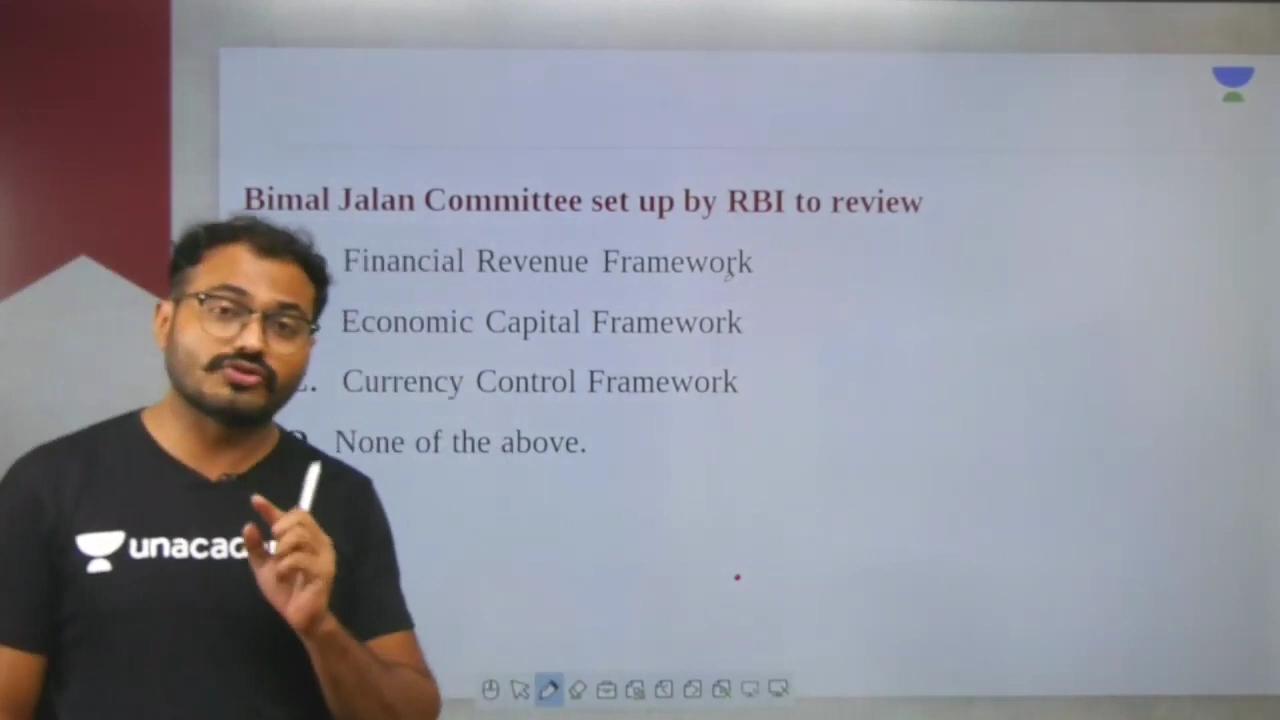 Bimal Jalan Committee set up by RBI to review
Financial Revenue Framework
Economic Capital Framework
C. Currency Control Framework
D. None of the above.